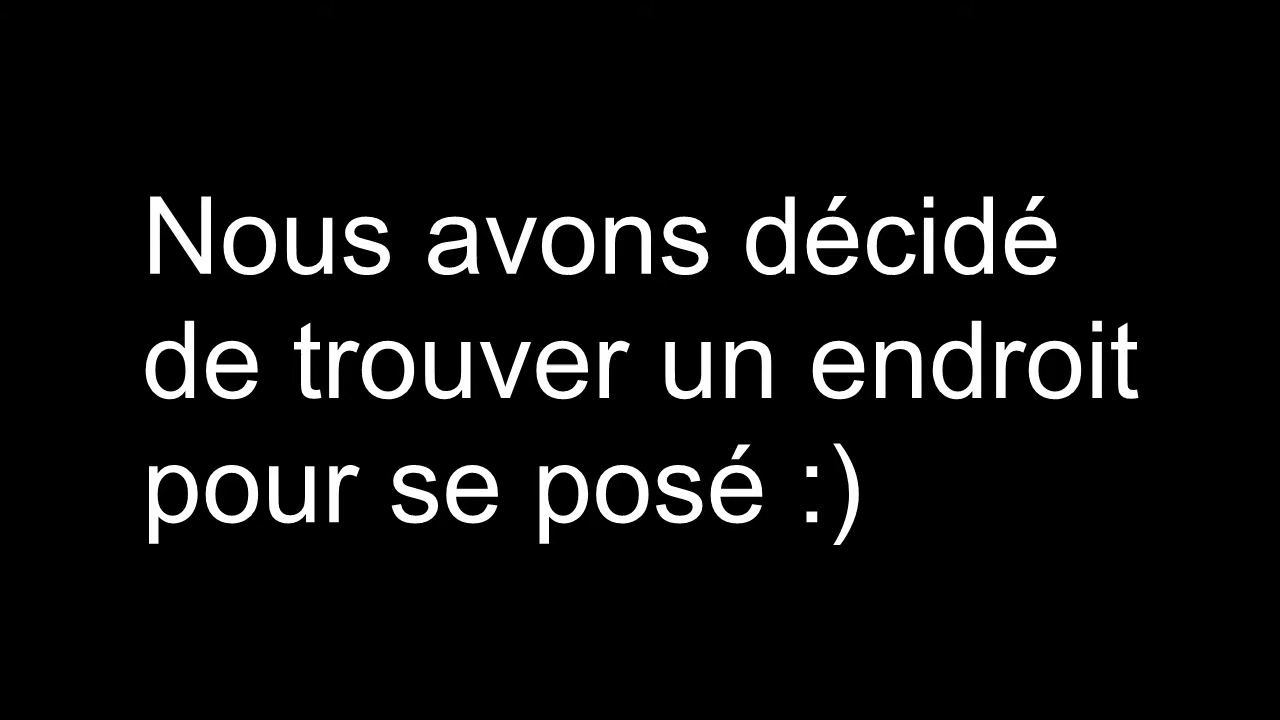 Nous avons décidé
de trouver un endroit
pour se posé :)